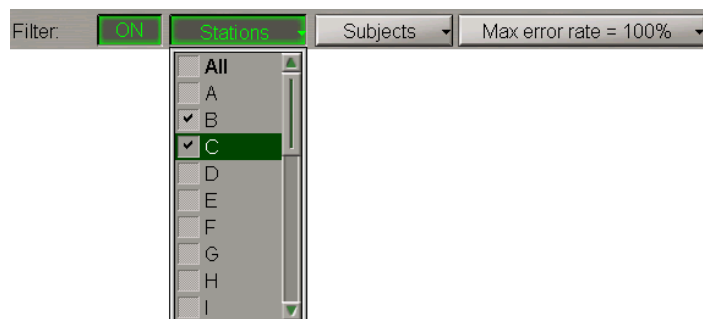 Filter: ON Stations Subjects Max error rate = 100%
All
A
B
C
D
E
F
G
H
I